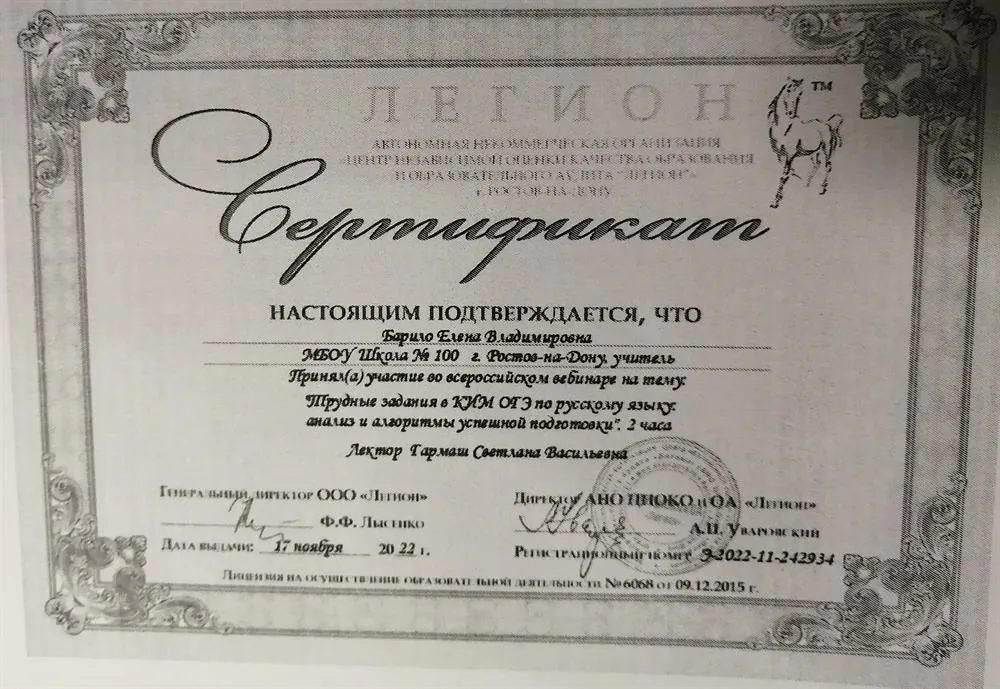 ЛЕГИОН
TM
АВТОНОМНАЯ НЕКОММЕРЧЕСКАЯ ОРГАНИЗАЦИЯ
«ЦЕНТР НЕЗАВИСИМОЙ ОЦЕНКИ КАЧЕСТВА ОБРАЗОВАНИЯ
И ОБРАЗОВАТЕЛЬНОГО АУДИТА "ЛЕГИОН"»
г. РОСТОВ-НА-ДОНУ
Сертификат
НАСТОЯЩИМ ПОДТВЕРЖДАЕТСЯ, ЧТО
Барило Елена Владимировна
МБОУ Школа № 100 г. Ростов-на-Дону, учитель
Принял(а) участие во всероссийском вебинаре на тему:
"Трудные задания в КИМ ОГЭ по русскому языку:
анализ и алгоритмы успешной подготовки". 2 часа
Лектор Гармаш Светлана Васильевна
Генеральный директор ООО «Легион»
Ф.Ф. Лысенко
Дата выдачи: 17 ноября 2022 г.
Директор АНО ЦНОКО и ОА «Легион»
А.П. Уваровский
Регистрационный номер Э-2022-11-242934
Лицензия на осуществление образовательной деятельности №6068 от 09.12.2015 г.